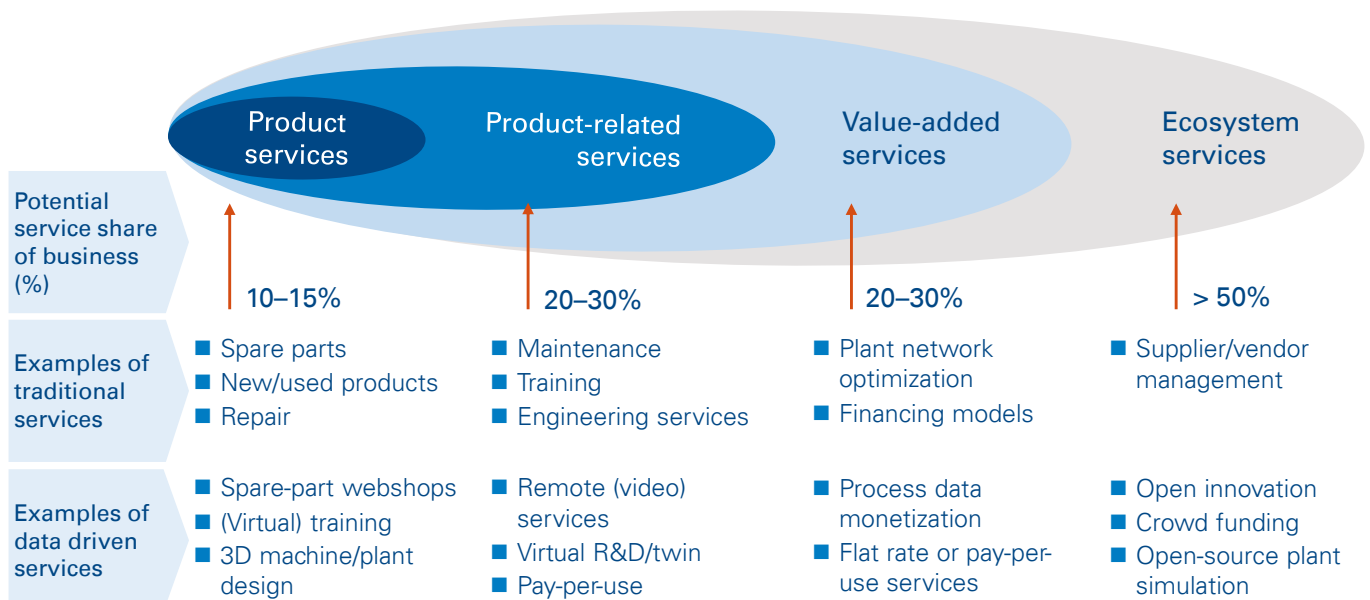 Product
services
Product-related
services
Value-added
services
Ecosystem
services
Potential
service share
of business
(%)
10–15%
20–30%
20–30%
> 50%
Examples of
traditional
services
■ Spare parts
■ New/used products
■ Repair
■ Maintenance
■ Training
■ Engineering services
■ Plant network
optimization
■ Financing models
■ Supplier/vendor
management
Examples of
data driven
services
■ Spare-part webshops
■ (Virtual) training
■ 3D machine/plant
design
■ Remote (video)
services
■ Virtual R&D/twin
■ Pay-per-use
■ Process data
monetization
■ Flat rate or pay-per-
use services
■ Open innovation
■ Crowd funding
■ Open-source plant
simulation